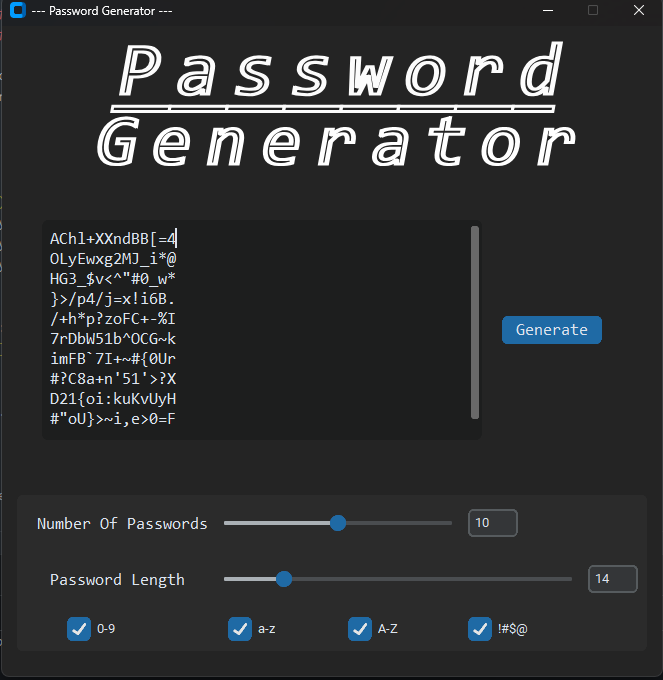 --- Password Generator ---
Password
Generator
AChl+XXndBB[=4
OLyEwxg2MJ_i*@
HG3_$v<^"#0_w*
}>/p4/j=x!i6B.
/+h*p?zoFC+-%I
7rDbW51b^OCG~k
imFB`7I+~#{0Ur
#?C8a+n'51'>?X
D21{oi:kuKvUyH
#"oU}>~i,e>0=F
Generate
Number Of Passwords 10
Password Length 14
0-9 a-z A-Z !#$@